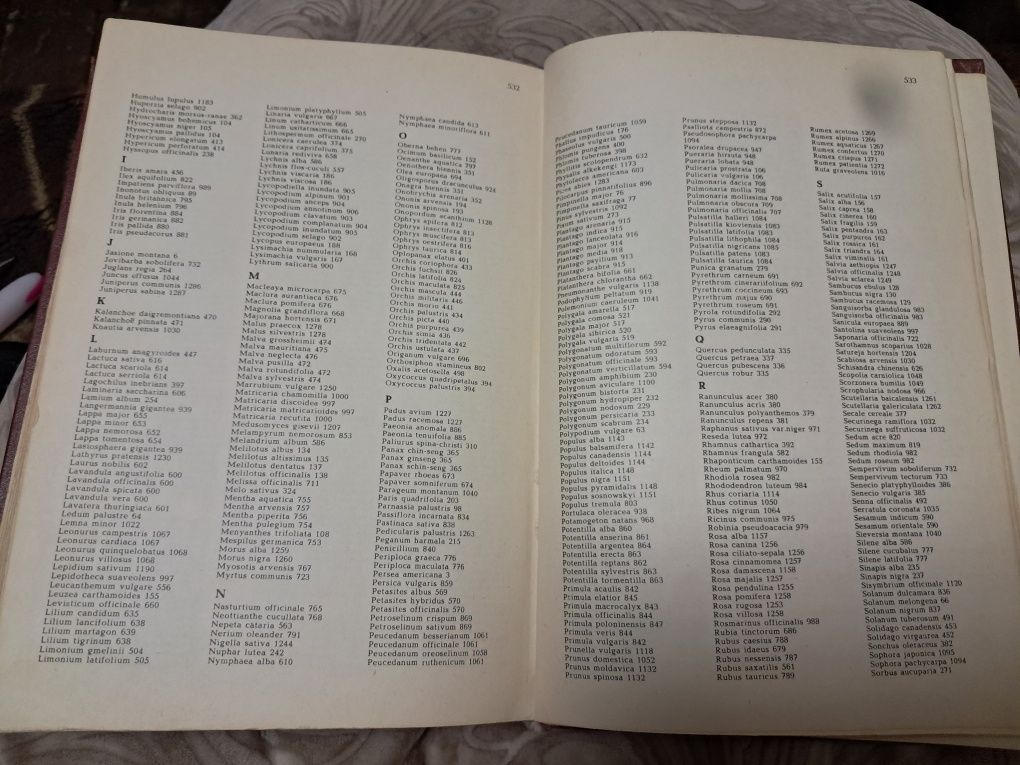 532
Humulus lupulus 1183
Huperzia selago 902
Hydrocharis morsus-ranae 362
Hyoscyamus bohemicus 104
Hyoscyamus niger 103
Hyoscyamus pallidus 104
Hypericum elongatum 413
Hypericum perforatum 414
Hyssopus officinalis 238
I
Iberis amara 436
Ilex aquifolium 822
Impatiens parviflora 989
Inonotus obliquus 89
Inula britannica 795
Inula helenium 796
Iris florentina 884
Iris germanica 882
Iris pallida 880
Iris pseudacorus 881
J
Jasione montana 6
Jovibarba sobolifera 732
Juglans regia 264
Juncus effusus 1044
Juniperus communis 1286
Juniperus sabina 1287
K
Kalanchoe daigremontiana 470
Kalanchoë pinnata 471
Knautia arvensis 1030
L
Laburnum anagyroides 447
Lactuca sativa 616
Lactuca scariola 614
Lactuca serriola 614
Lagochilus inebrians 397
Lamineria saccharina 606
Lamium album 254
Langermannia gigantea 939
Lappa major 655
Lappa minor 653
Lappa nemorosa 652
Lappa tomentosa 654
Lasiosphera gigantea 939
Lathyrus pratensis 1230
Laurus nobilis 602
Lavandula angustifolia 600
Lavandula officinalis 600
Lavandula spicata 600
Lavandula vera 600
Lavatera thuringiaca 601
Ledum palustre 64
Lemna minor 1022
Leonurus campestris 1067
Leonurus cardiaca 1067
Leonurus quinquelobatus 1068
Leonurus villosus 1068
Lepidium sativum 1190
Lepidotheca suaveolens 997
Leucanthemum vulgare 556
Leuzea carthamoides 155
Levisticum officinale 660
Lilium candidum 635
Lilium lancifolium 638
Lilium martagon 639
Lilium tigrinum 638
Limonium gmelinii 504
Limonium latifolium 505
Limonium platyphyllum 505
Linaria vulgaris 667
Linum catharticum 666
Linum usitatissimum 665
Lithospermum officinale 270
Lonicera caerulea 374
Lonicera caprifolium 375
Lunaria rediviva 658
Lychnis alba 586
Lychnis flos-cuculi 557
Lychnis viscaria 186
Lychnis viscosa 186
Lycopodiella inundata 905
Lycopodium alpinum 901
Lycopodium anceps 904
Lycopodium annotinum 906
Lycopodium clavatum 903
Lycopodium complanatum 904
Lycopodium inundatum 905
Lycopodium selago 902
Lycopus europaeus 188
Lysimachia nummularia 168
Lysimachia vulgaris 167
Lythrum salicaria 900
M
Macleaya microcarpa 675
Maclura aurantiaca 676
Maclura pomifera 676
Magnolia grandiflora 668
Majorana hortensis 671
Malus praecox 1278
Malus silvestris 1278
Malva grossheimii 474
Malva mauritiana 475
Malva neglecta 476
Malva pusilla 472
Malva rotundifolia 472
Malva sylvestris 474
Marrubium vulgare 1250
Matricaria chamomilla 1000
Matricaria discoidea 997
Matricaria matricarioides 997
Matricaria recutita 1000
Medusomyces gisevii 1207
Melampyrum nemorosum 853
Melandrium album 586
Melilotus albus 134
Melilotus altissimus 135
Melilotus dentatus 137
Melilotus officinalis 138
Melissa officinalis 711
Melo sativus 324
Mentha aquatica 755
Mentha arvensis 757
Mentha piperita 756
Mentha pulegium 754
Menyanthes trifoliata 108
Mespilus germanica 753
Morus alba 1259
Morus nigra 1260
Myosotis arvensis 767
Myrtus communis 723
N
Nasturtium officinale 765
Neottianthe cucullata 768
Nepeta cataria 563
Nerium oleander 791
Nigella sativa 1244
Nuphar lutea 242
Nymphaea alba 610
Nymphaea candida 613
Nymphaea minoriflora 611
O
Oberna behen 777
Ocimum basilicum 152
Oenanthe aquatica 797
Oenothera biennis 351
Olea europaea 694
Oligosporus dracunculus 924
Onagra biennis 351
Onobrychis arenaria 352
Ononis arvensis 194
Ononis spinosa 193
Onopordum acanthium 1128
Ophrys apifera 812
Ophrys insectifera 813
Ophrys muscifera 813
Ophrys oestrifera 816
Ophrys taurica 814
Oplopanax elatus 401
Orchis coriophora 433
Orchis fuchsii 826
Orchis latifolia 824
Orchis maculata 825
Orchis mascula 444
Orchis militaris 446
Orchis morio 441
Orchis palustris 434
Orchis picta 440
Orchis purpurea 439
Orchis simia 443
Orchis tridentata 442
Orchis ustulata 437
Origanum vulgare 696
Orthosiphon stamineus 802
Oxalis acetosella 498
Oxycoccus quadripetalus 394
Oxycoccus palustris 394
P
Padus avium 1227
Padus racemosa 1227
Paeonia anomala 886
Paeonia tenuifolia 885
Paliurus spina-christi 310
Panax chin-seng 365
Panax ginseng 365
Panax schin-seng 365
Papaver rhoeas 673
Papaver somniferum 674
Parageum montanum 1040
Paris quadrifolia 203
Parnassia palustris 98
Passiflora incarnata 834
Pastinaca sativa 838
Pedicularis palustris 1263
Peganum harmala 215
Penicillium 840
Periploca graeca 776
Periploca maculata 776
Persea americana 3
Persica vulgaris 859
Petasites albus 569
Petasites hybridus 570
Petasites officinalis 570
Petroselinum crispum 869
Petroselinum sativum 869
Peucedanum besserianum 1061
Peucedanum officinale 1061
Peucedanum oreoselinum 1058
Peucedanum ruthenicum 1061
533
Peucedanum tauricum 1059
Phallus impudicus 176
Phaseolus vulgaris 500
Phlomis pungens 400
Phlomis tuberosa 398
Phyllitis scolopendrium 632
Physalis alkekengi 1173
Phytolacca americana 603
Picea abies 1283
Pilocarpus pennatifolius 896
Pimpinella major 76
Pimpinella saxifraga 77
Pinus sylvestris 1092
Pisum sativum 273
Plantago arenaria 915
Plantago indica 915
Plantago lanceolata 916
Plantago major 914
Plantago media 918
Plantago psyllium 913
Plantago scabra 915
Platanthera bifolia 661
Platanthera chlorantha 662
Pneumonanthe vulgaris 1138
Podophyllum peltatum 919
Polemonium caeruleum 1041
Polygala amarella 517
Polygala comosa 521
Polygala major 517
Polygala sibirica 520
Polygala vulgaris 519
Polygonatum multiflorum 592
Polygonatum odoratum 593
Polygonatum officinale 593
Polygonatum verticillatum 594
Polygonum amphibium 230
Polygonum aviculare 1100
Polygonum bistorta 231
Polygonum hydropiper 232
Polygonum nodosum 229
Polygonum persicaria 233
Polygonum scabrum 234
Polypodium vulgare 63
Populus alba 1143
Populus balsamifera 1142
Populus canadensis 1144
Populus deltoides 1144
Populus italica 1148
Populus nigra 1151
Populus pyramidalis 1148
Populus sosnowskyi 1151
Populus tremula 803
Portulaca oleracea 938
Potamogeton natans 968
Potentilla alba 860
Potentilla anserina 861
Potentilla argentea 864
Potentilla erecta 863
Potentilla reptans 862
Potentilla sylvestris 863
Potentilla tormentilla 863
Primula acaulis 842
Primula elatior 845
Primula macrocalyx 843
Primula officinalis 844
Primula poloninensis 847
Primula veris 844
Primula vulgaris 842
Prunella vulgaris 1118
Prunus domestica 1052
Prunus moldavica 1132
Prunus spinosa 1132
Prunus stepposa 1132
Psalliota campestris 872
Pseudosophora pachycarpa
1094
Psoralea drupacea 947
Pueraria hirsuta 948
Pueraria lobata 948
Pulicaria prostrata 106
Pulicaria vulgaris 106
Pulmonaria dacica 708
Pulmonaria mollis 708
Pulmonaria mollissima 708
Pulmonaria obscura 709
Pulmonaria officinalis 707
Pulsatilla halleri 1084
Pulsatilla kioviensis 1083
Pulsatilla latifolia 1083
Pulsatilla lithophila 1084
Pulsatilla nigricans 1085
Pulsatilla patens 1083
Pulsatilla taurica 1084
Punica granatum 279
Pyrethrum carneum 691
Pyrethrum cinerariifolium 692
Pyrethrum coccineum 693
Pyrethrum majus 690
Pyrethrum roseum 691
Pyrola rotundifolia 292
Pyrus communis 290
Pyrus elaeagnifolia 291
Q
Quercus pedunculata 335
Quercus petraea 337
Quercus pubescens 336
Quercus robur 335
R
Ranunculus acer 380
Ranunculus acris 380
Ranunculus polyanthemos 379
Ranunculus repens 381
Raphanus sativus var niger 971
Reseda lutea 972
Rhamnus cathartica 392
Rhamnus frangula 582
Rhaponticum carthamoides 155
Rheum palmatum 970
Rhodiola rosea 982
Rhododendron luteum 984
Rhus coriaria 1114
Rhus cotinus 1050
Ribes nigrum 1064
Ricinus communis 975
Robinia pseudoacacia 979
Rosa alba 1157
Rosa canina 1256
Rosa ciliato-sepala 1256
Rosa cinnamomea 1257
Rosa damascena 1158
Rosa majalis 1257
Rosa pendulina 1255
Rosa pomifera 1258
Rosa rugosa 1253
Rosa villosa 1258
Rosmarinus officinalis 988
Rubia tinctorum 686
Rubus caesius 788
Rubus idaeus 679
Rubus nessensis 787
Rubus saxatilis 561
Rubus tauricus 789
Rumex acetosa 1269
Rumex alpinus 1266
Rumex aquaticus 1267
Rumex confertus 1270
Rumex crispus 1271
Rumex patientia 1272
Ruta graveolens 1016
S
Salix acutifolia 157
Salix alba 156
Salix caprea 158
Salix cinerea 160
Salix fragilis 159
Salix pentandra 163
Salix purpurea 162
Salix rossica 161
Salix triandra 164
Salix viminalis 161
Salvia aethiopis 1247
Salvia officinalis 1248
Salvia sclarea 1249
Sambucus ebulus 128
Sambucus nigra 130
Sambucus racemosa 129
Sanguisorba glandulosa 983
Sanguisorba officinalis 983
Sanicula europaea 889
Santolina suaveolens 997
Saponaria officinalis 722
Sarothamnus scoparius 1028
Satureja hortensis 1204
Scabiosa arvensis 1030
Schisandra chinensis 626
Scopolia carniolica 1048
Scorzonera humilis 1049
Scrophularia nodosa 966
Scutellaria baicalensis 1261
Scutellaria galericulata 1262
Secale cereale 377
Securinega ramiflora 1032
Securinega suffruticosa 1032
Sedum acre 820
Sedum maximum 819
Sedum rhodiola 982
Sedum roseum 982
Sempervivum soboliferum 732
Sempervivum tectorum 733
Senecio platyphylloides 386
Senecio vulgaris 385
Senna officinalis 492
Serratula coronata 1035
Sesamum indicum 590
Sesamum orientale 590
Sieversia montana 1040
Silene alba 586
Silene cucubalus 777
Silene latifolia 777
Sinapis alba 235
Sinapis nigra 237
Sisymbrium officinale 1120
Solanum dulcamara 836
Solanum melongena 66
Solanum nigrum 837
Solanum tuberosum 491
Solidago canadensis 453
Solidago virgaurea 452
Sonchus oleraceus 382
Sophora japonica 1095
Sophora pachycarpa 1094
Sorbus aucuparia 271